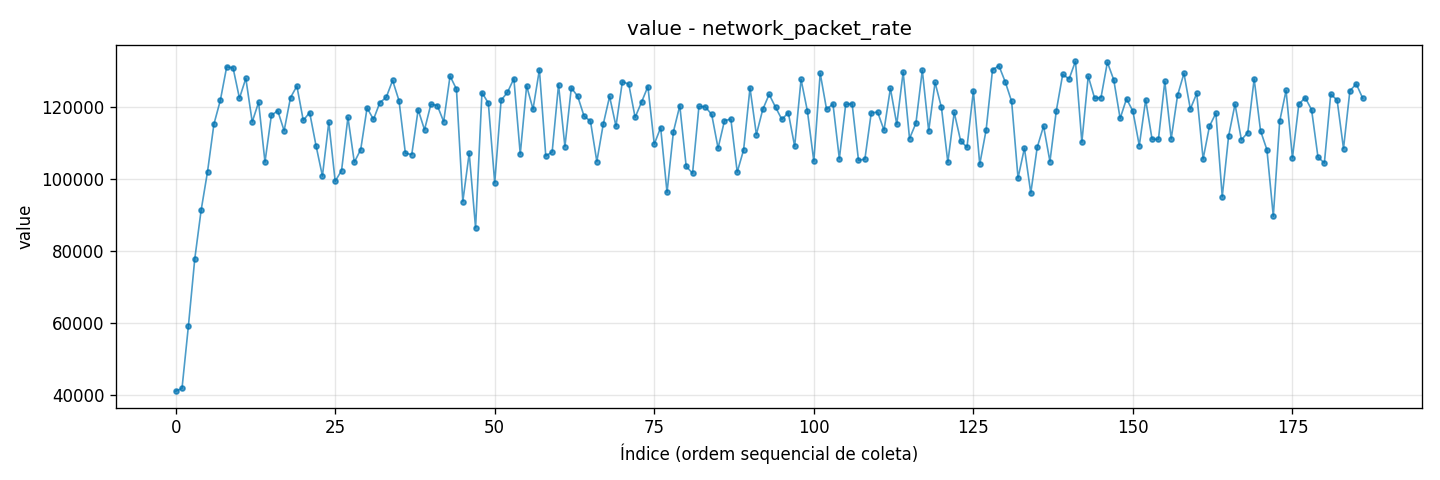 value - network_packet_rate
value
120000
100000
80000
60000
40000
0 25 50 75 100 125 150 175
Índice (ordem sequencial de coleta)